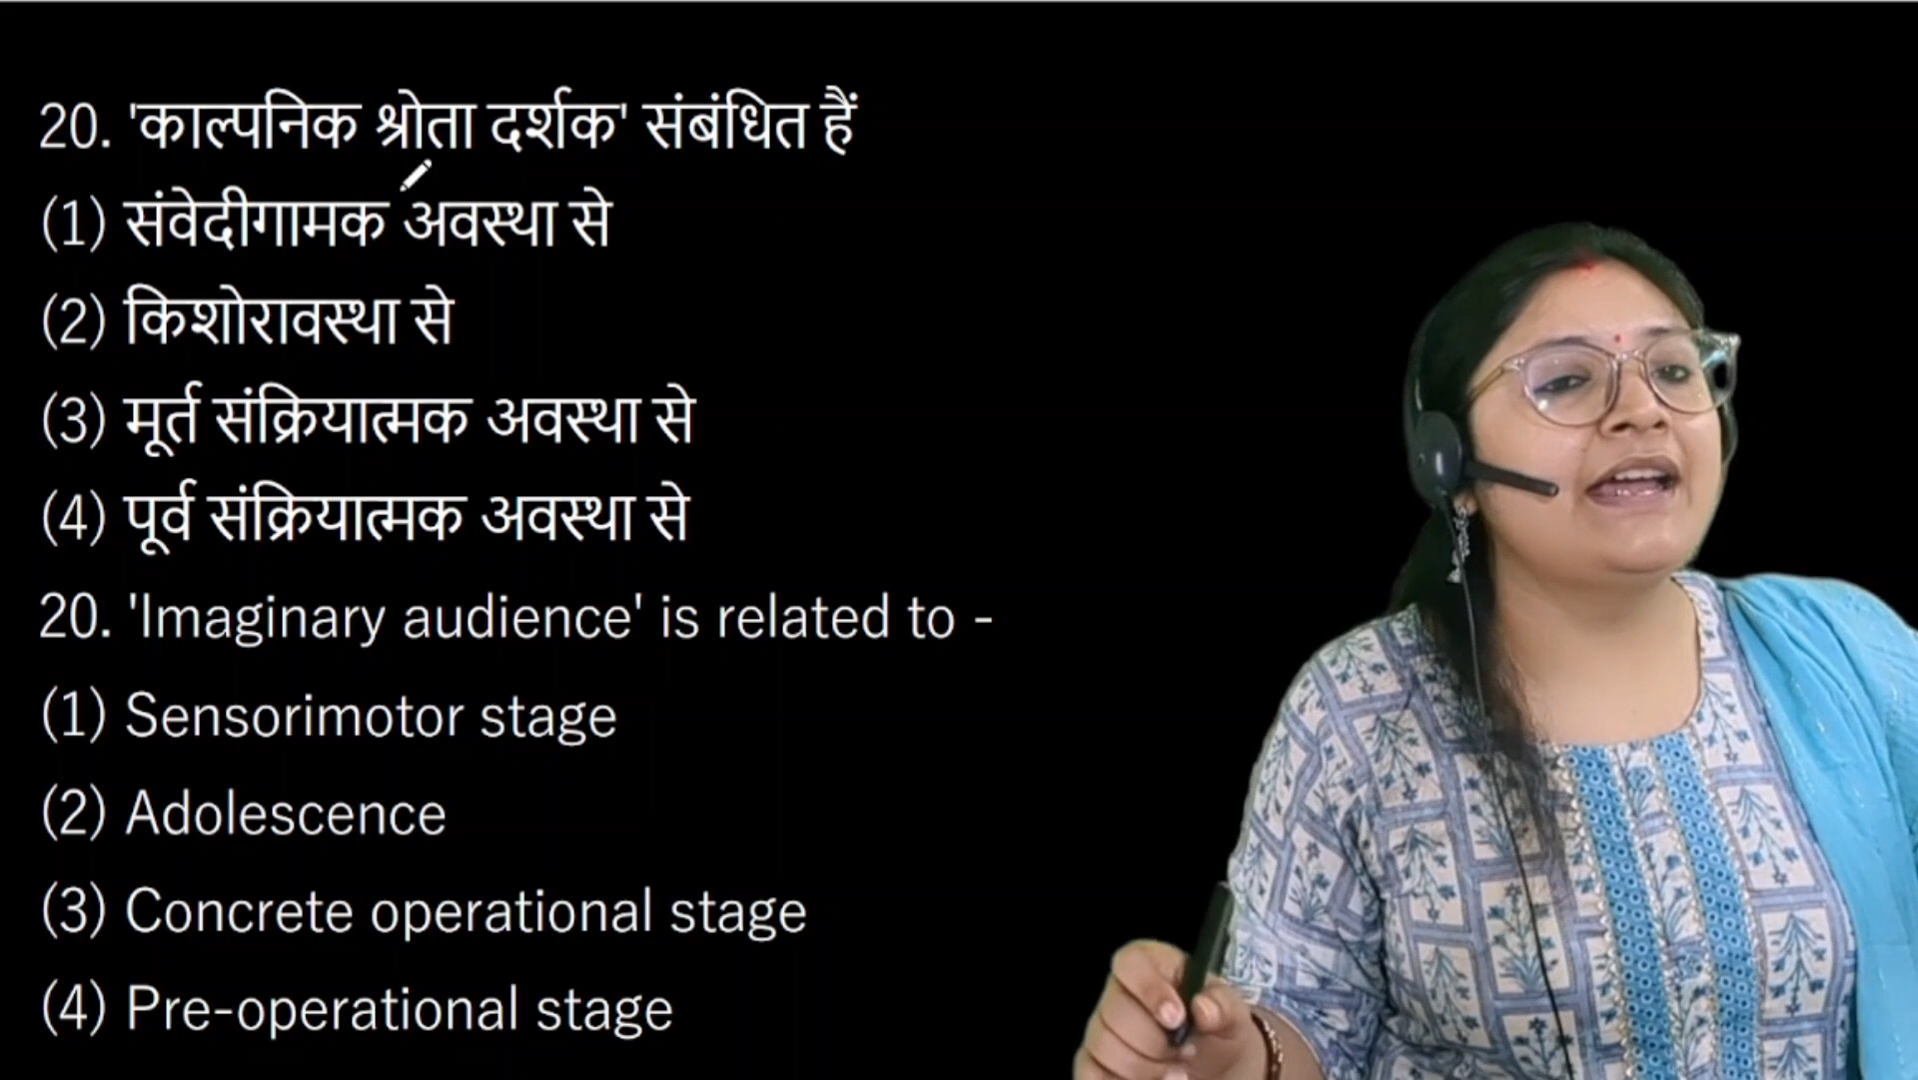 20. 'काल्पनिक श्रोता दर्शक' संबंधित हैं
(1) संवेदीगामक अवस्था से
(2) किशोरावस्था से
(3) मूर्त संक्रियात्मक अवस्था से
(4) पूर्व संक्रियात्मक अवस्था से
20. 'Imaginary audience' is related to -
(1) Sensorimotor stage
(2) Adolescence
(3) Concrete operational stage
(4) Pre-operational stage